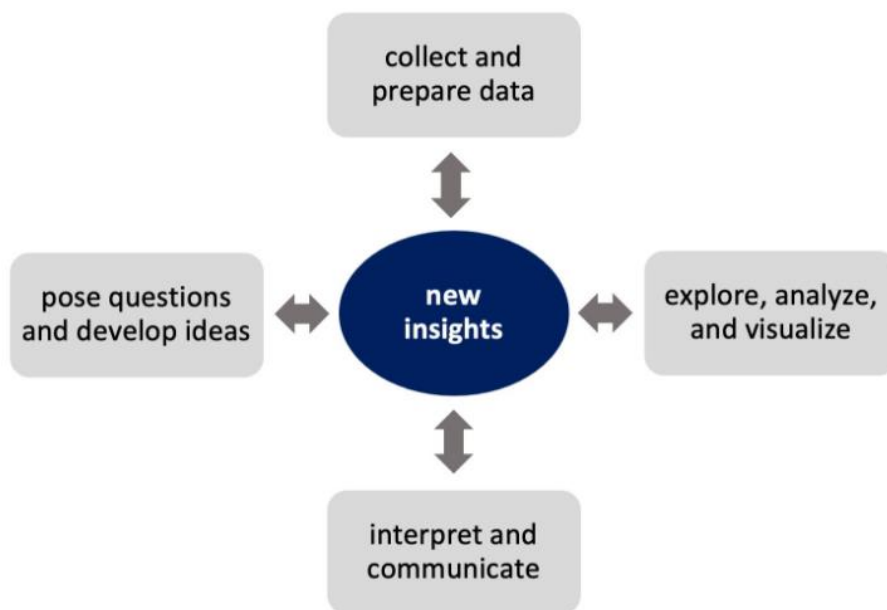 collect and
prepare data
pose questions
and develop ideas
new
insights
explore, analyze,
and visualize
interpret and
communicate